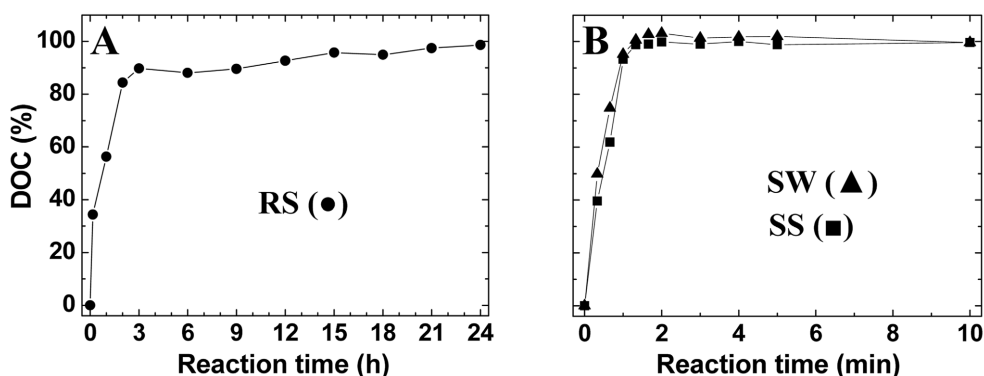 A
DOC (%)
100
80
60
40
20
0
RS (●)
0 3 6 9 12 15 18 21 24
Reaction time (h)
B
SW (▲)
SS (■)
0 2 4 6 8 10
Reaction time (min)